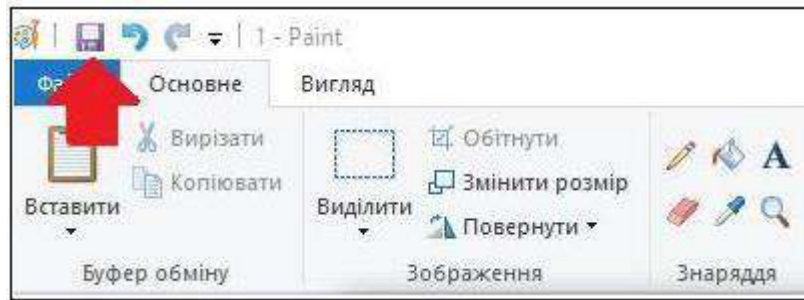 1 - Paint
Основне Вигляд
Вирізати
Копіювати
Вставити
Буфер обміну
Виділити
Обітнути
Змінити розмір
Повернути
Зображення
A
Знаряддя